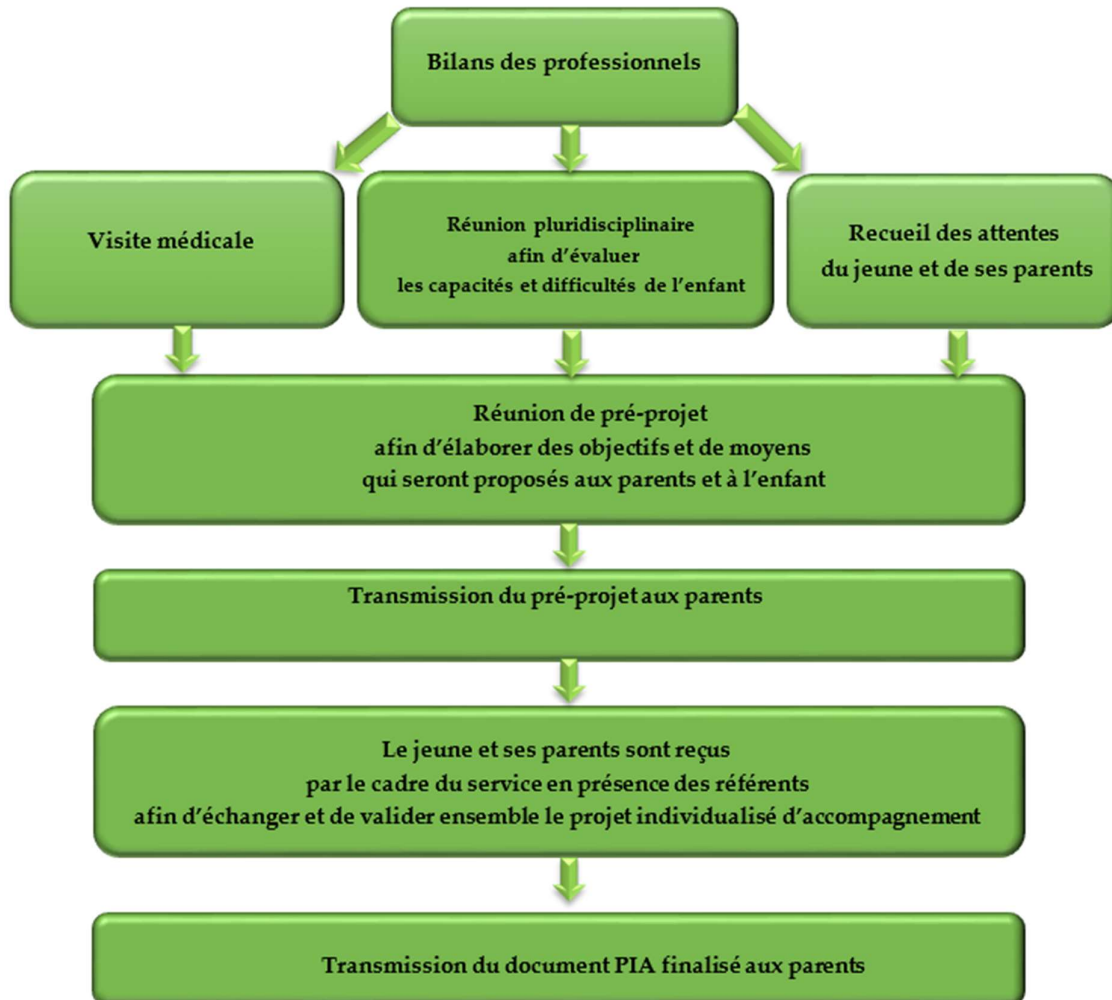 Bilans des professionnels
Visite médicale
Réunion pluridisciplinaire
afin d’évaluer
les capacités et difficultés de l’enfant
Recueil des attentes
du jeune et de ses parents
Réunion de pré-projet
afin d’élaborer des objectifs et de moyens
qui seront proposés aux parents et à l’enfant
Transmission du pré-projet aux parents
Le jeune et ses parents sont reçus
par le cadre du service en présence des référents
afin d’échanger et de valider ensemble le projet individualisé d’accompagnement
Transmission du document PIA finalisé aux parents